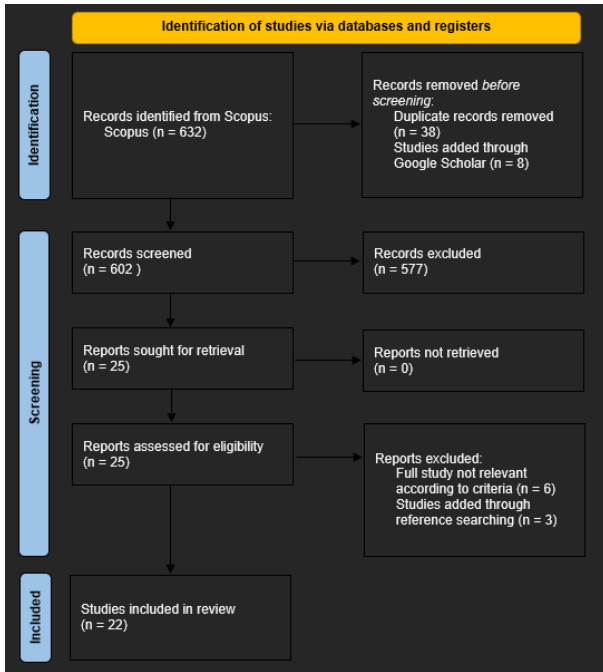 Identification of studies via databases and registers
Identification
Records identified from Scopus:
Scopus (n = 632)
Records removed before
screening:
Duplicate records removed
(n = 38)
Studies added through
Google Scholar (n = 8)
Screening
Records screened
(n = 602 )
Records excluded
(n = 577)
Reports sought for retrieval
(n = 25)
Reports not retrieved
(n = 0)
Reports assessed for eligibility
(n = 25)
Reports excluded:
Full study not relevant
according to criteria (n = 6)
Studies added through
reference searching (n = 3)
Included
Studies included in review
(n = 22)